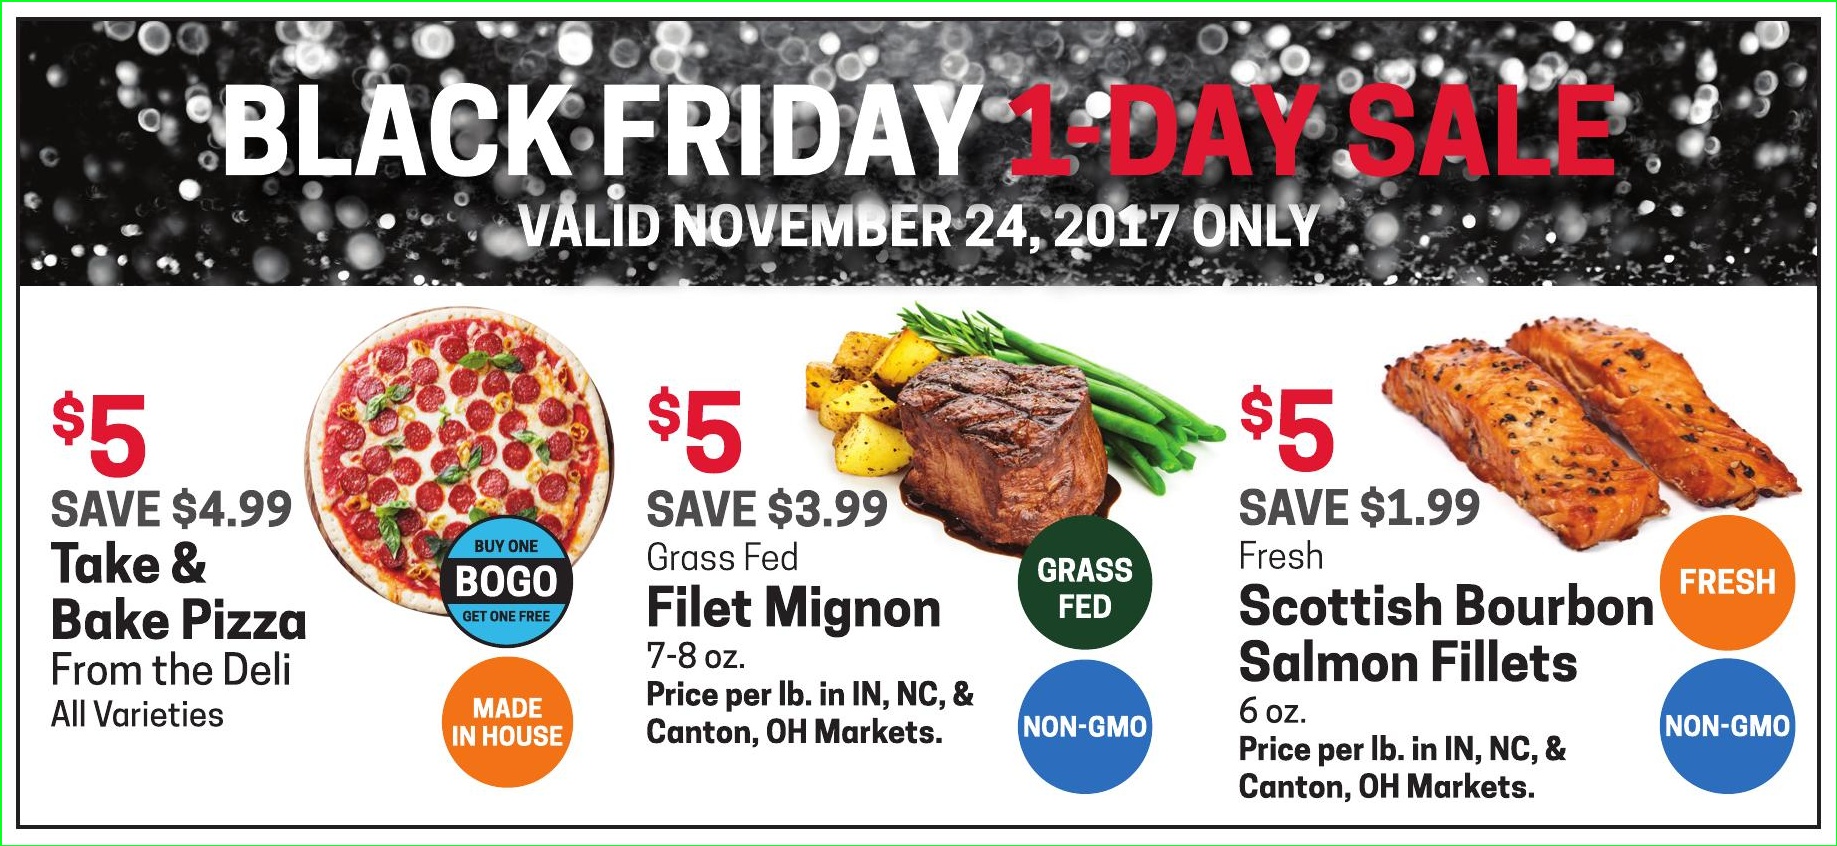 BLACK FRIDAY 1-DAY SALE
VALID NOVEMBER 24, 2017 ONLY
$5
SAVE $4.99
Take &
Bake Pizza
From the Deli
All Varieties
BUY ONE
BOGO
GET ONE FREE
MADE
IN HOUSE
$5
SAVE $3.99
Grass Fed
Filet Mignon
7-8 oz.
Price per lb. in IN, NC, &
Canton, OH Markets.
GRASS
FED
NON-GMO
$5
SAVE $1.99
Fresh
Scottish Bourbon
Salmon Fillets
6 oz.
Price per lb. in IN, NC, &
Canton, OH Markets.
FRESH
NON-GMO